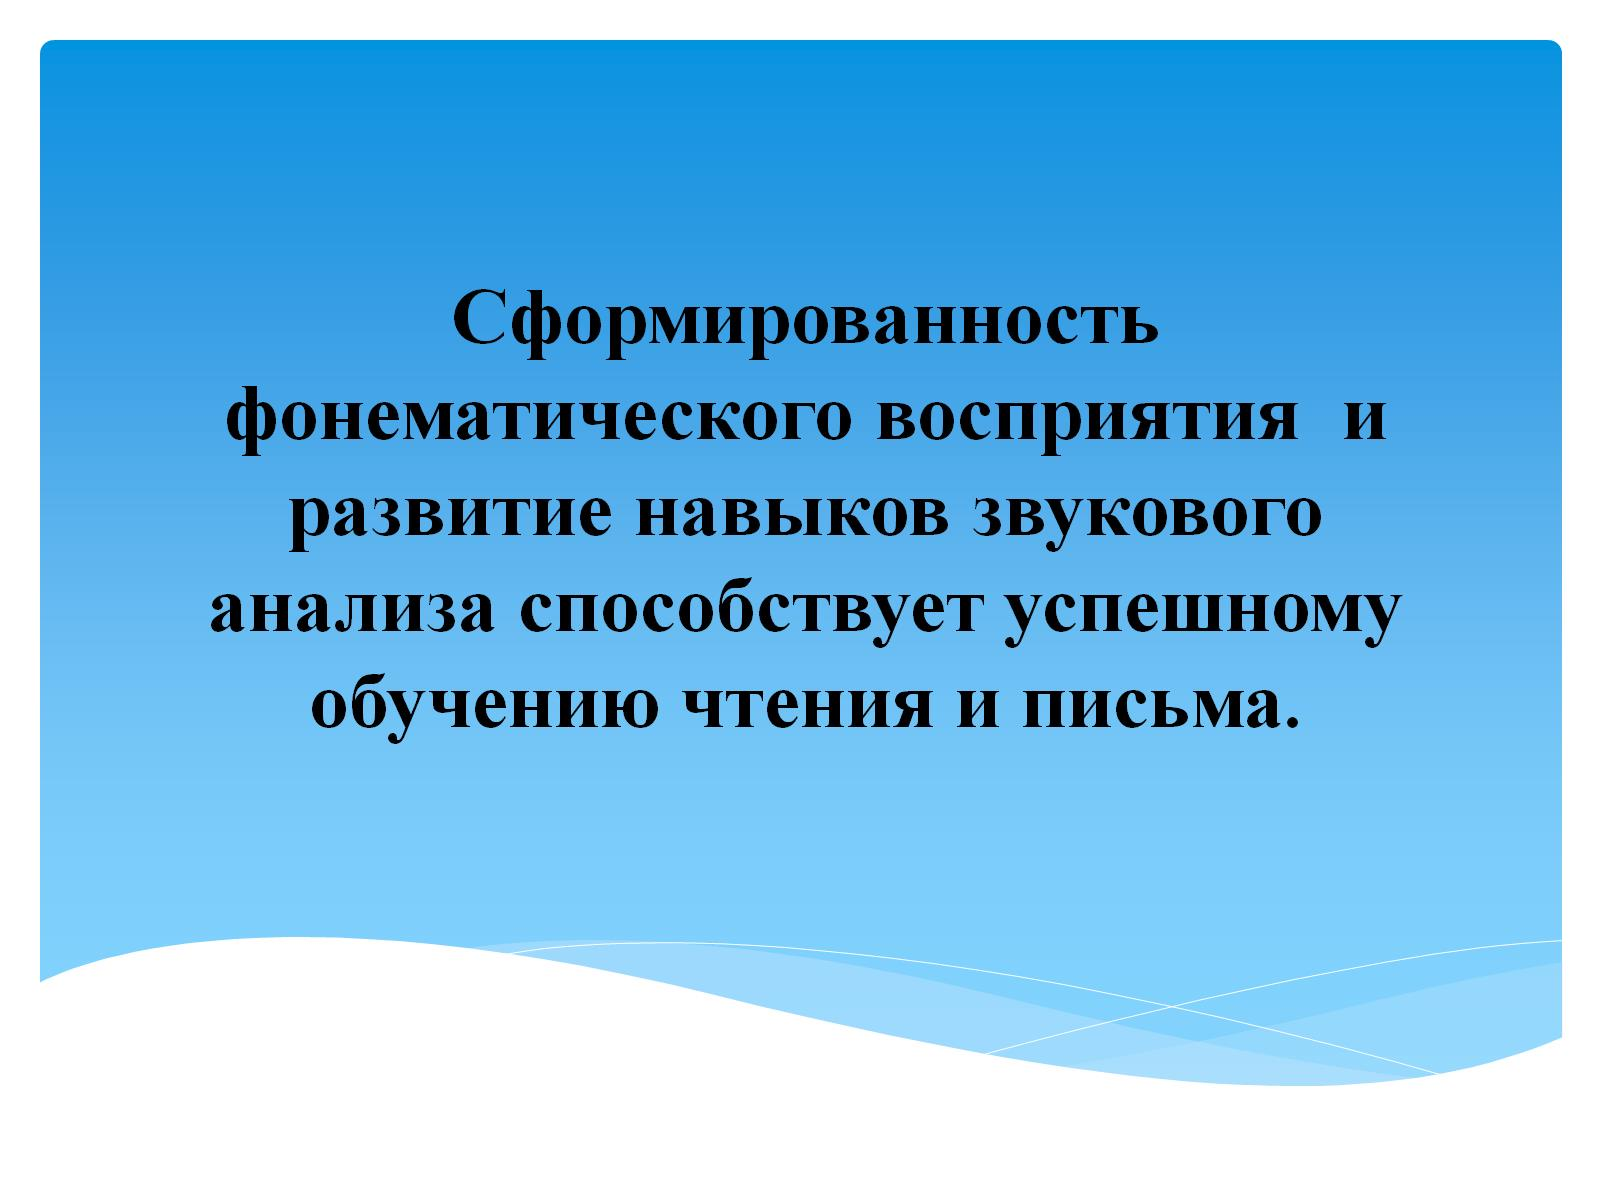 Сформированность
фонематического восприятия  и
развитие навыков звукового
анализа способствует успешному
обучению чтения и письма.